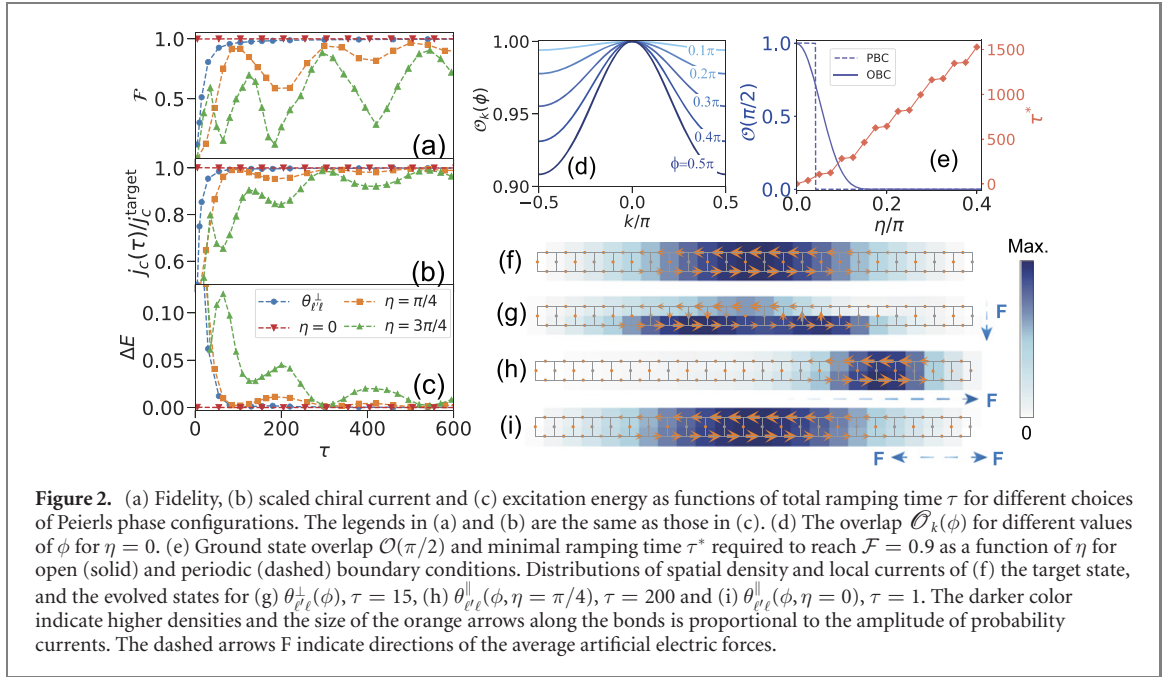 1.0
0.5
F
(a)
1.0
0.8
0.6
j_c(τ)/j_c^target
(b)
0.10
0.05
0.00
ΔE
θ^⊥_ℓ'ℓ
η = π/4
η = 0
η = 3π/4
(c)
0 200 400 600
τ
1.00
0.95
0.90
𝒪_k(ϕ)
0.1π
0.2π
0.3π
0.4π
ϕ=0.5π
(d)
-0.5 0.0 0.5
k/π
1.0
0.5
0.0
𝒪(π/2)
PBC
OBC
1500
1000
500
0
τ*
(e)
0.0 0.2 0.4
η/π
(f)
(g)
F
(h)
F
(i)
F F
Max.
0
Figure 2. (a) Fidelity, (b) scaled chiral current and (c) excitation energy as functions of total ramping time τ for different choices
of Peierls phase configurations. The legends in (a) and (b) are the same as those in (c). (d) The overlap 𝒪_k(ϕ) for different values
of ϕ for η = 0. (e) Ground state overlap 𝒪(π/2) and minimal ramping time τ* required to reach ℱ = 0.9 as a function of η for
open (solid) and periodic (dashed) boundary conditions. Distributions of spatial density and local currents of (f) the target state,
and the evolved states for (g) θ^⊥_ℓ'ℓ(ϕ), τ = 15, (h) θ^∥_ℓ'ℓ(ϕ, η = π/4), τ = 200 and (i) θ^∥_ℓ'ℓ(ϕ, η = 0), τ = 1. The darker color
indicate higher densities and the size of the orange arrows along the bonds is proportional to the amplitude of probability
currents. The dashed arrows F indicate directions of the average artificial electric forces.